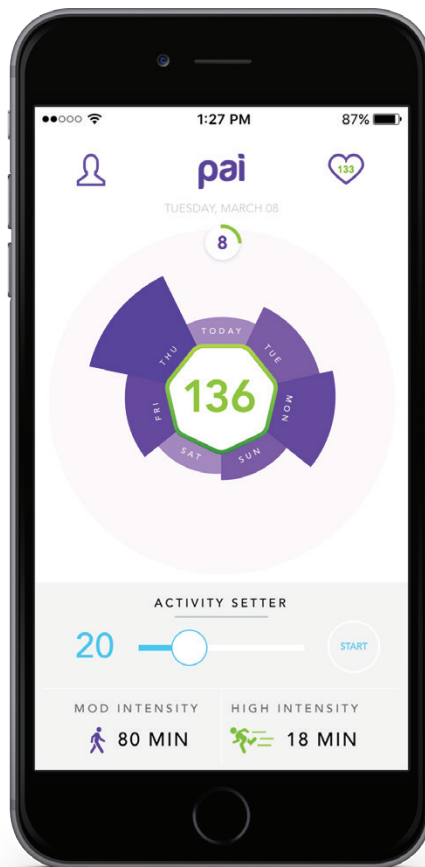 1:27 PM
87%
pai
133
TUESDAY, MARCH 08
8
TODAY
TUE
MON
SUN
SAT
FRI
THU
136
ACTIVITY SETTER
20
START
MOD INTENSITY
80 MIN
HIGH INTENSITY
18 MIN